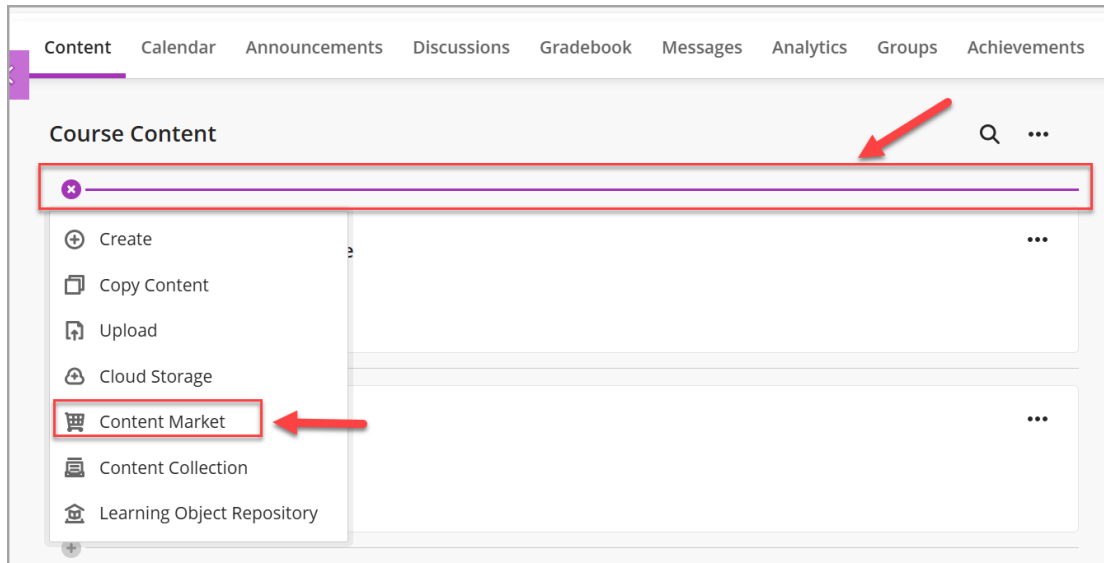 Content Calendar Announcements Discussions Gradebook Messages Analytics Groups Achievements
Course Content
Create
Copy Content
Upload
Cloud Storage
Content Market
Content Collection
Learning Object Repository